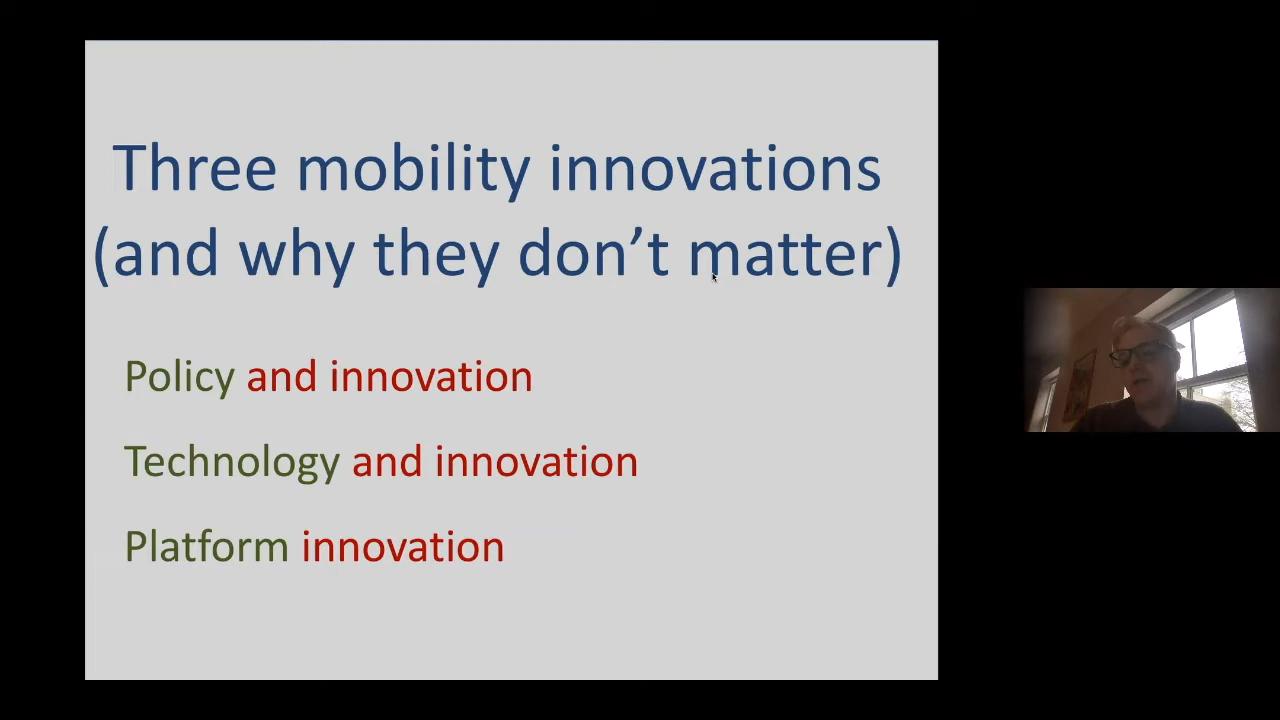 Three mobility innovations
(and why they don’t matter)
Policy and innovation
Technology and innovation
Platform innovation